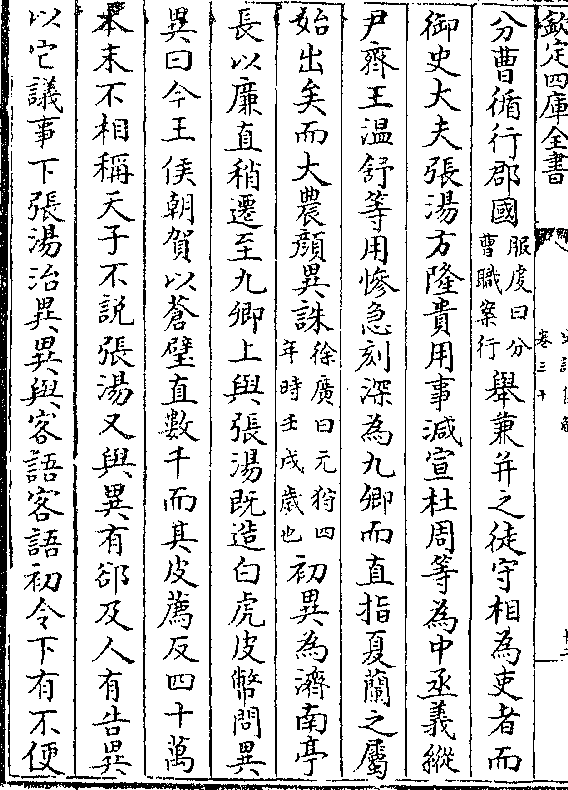 欽定四庫全書
卷三十
分曹循行郡國服虔曰分曹職案行舉兼并之徒守相為吏者而
御史大夫張湯方隆貴用事減宣杜周等為中丞義縱
尹齊王温舒等用惨急刻深為九卿而直指夏蘭之屬
始出矣而大農顔異誅徐廣曰元狩四年時壬戌歲也初異為濟南亭
長以廉直稍遷至九卿上與張湯既造白虎皮幣問異
異曰今王侯朝賀以蒼璧直數千而其皮薦反四十萬
本末不相稱天子不說張湯又與異有郤及人有告異
以它議事下張湯治異異與客語客語初令下有不便